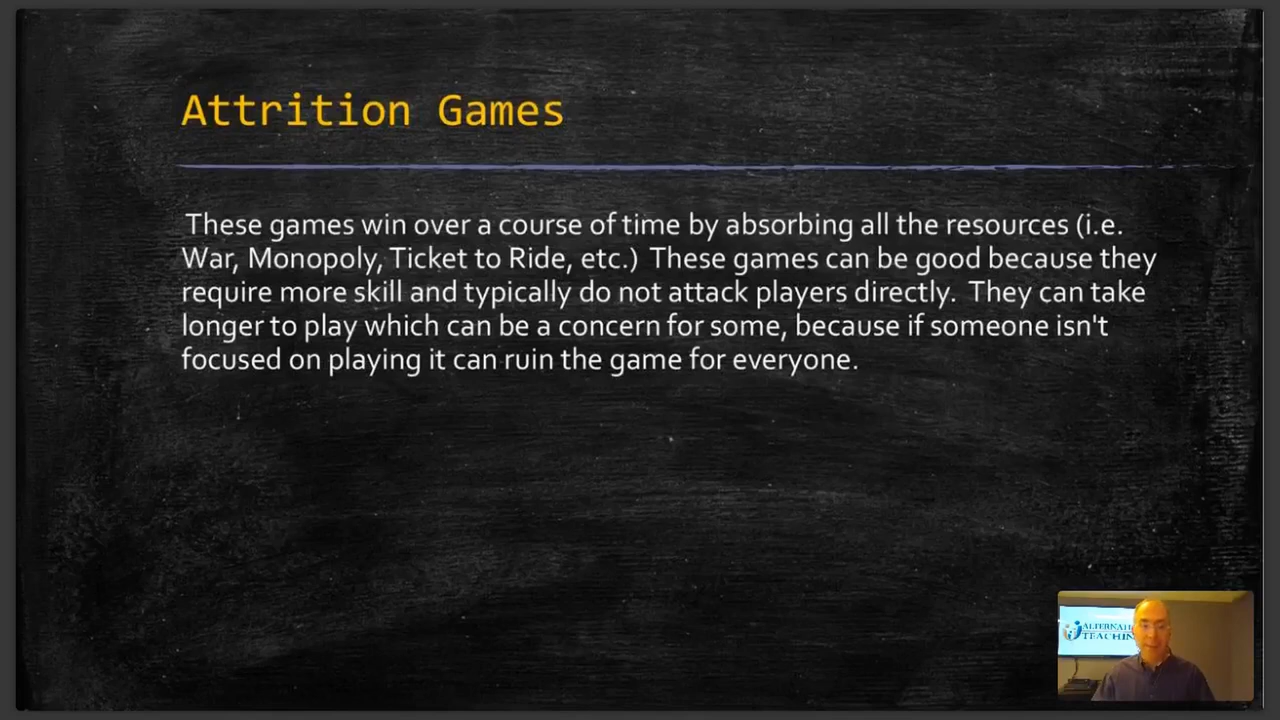 Attrition Games
These games win over a course of time by absorbing all the resources (i.e.
War, Monopoly, Ticket to Ride, etc.)  These games can be good because they
require more skill and typically do not attack players directly.  They can take
longer to play which can be a concern for some, because if someone isn't
focused on playing it can ruin the game for everyone.